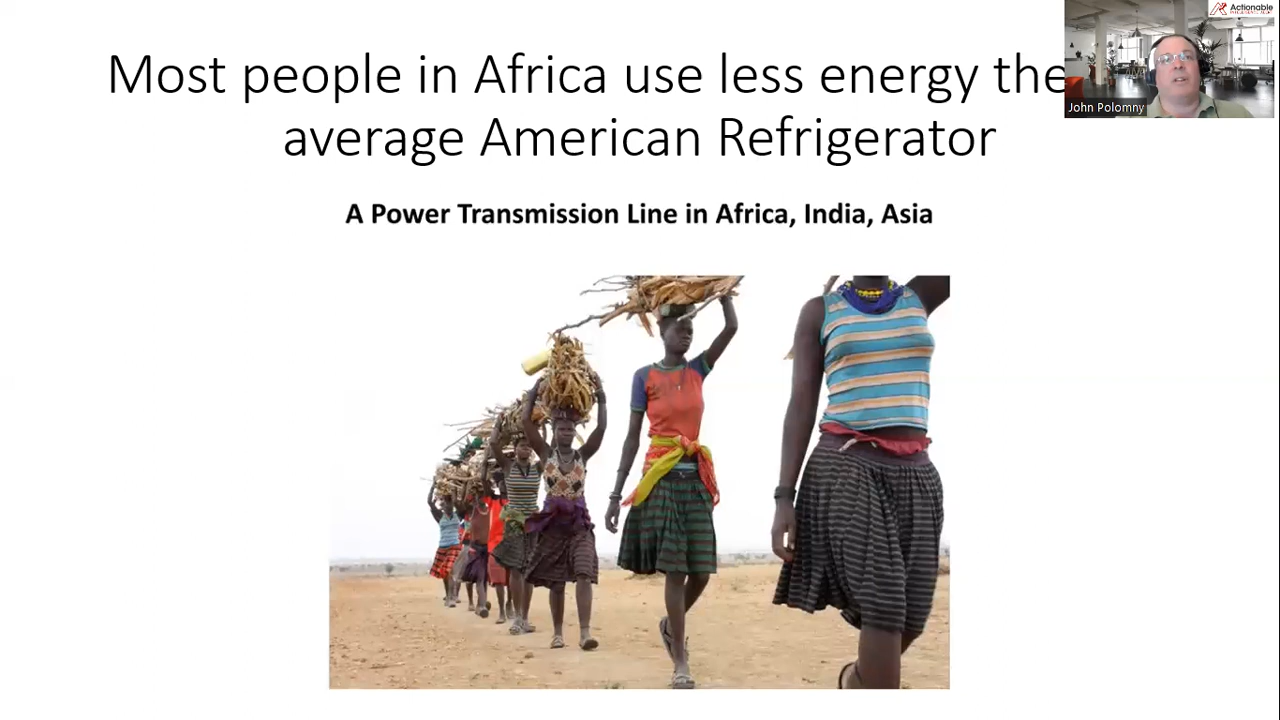 Most people in Africa use less energy the
average American Refrigerator
A Power Transmission Line in Africa, India, Asia
Actionable
John Polomny